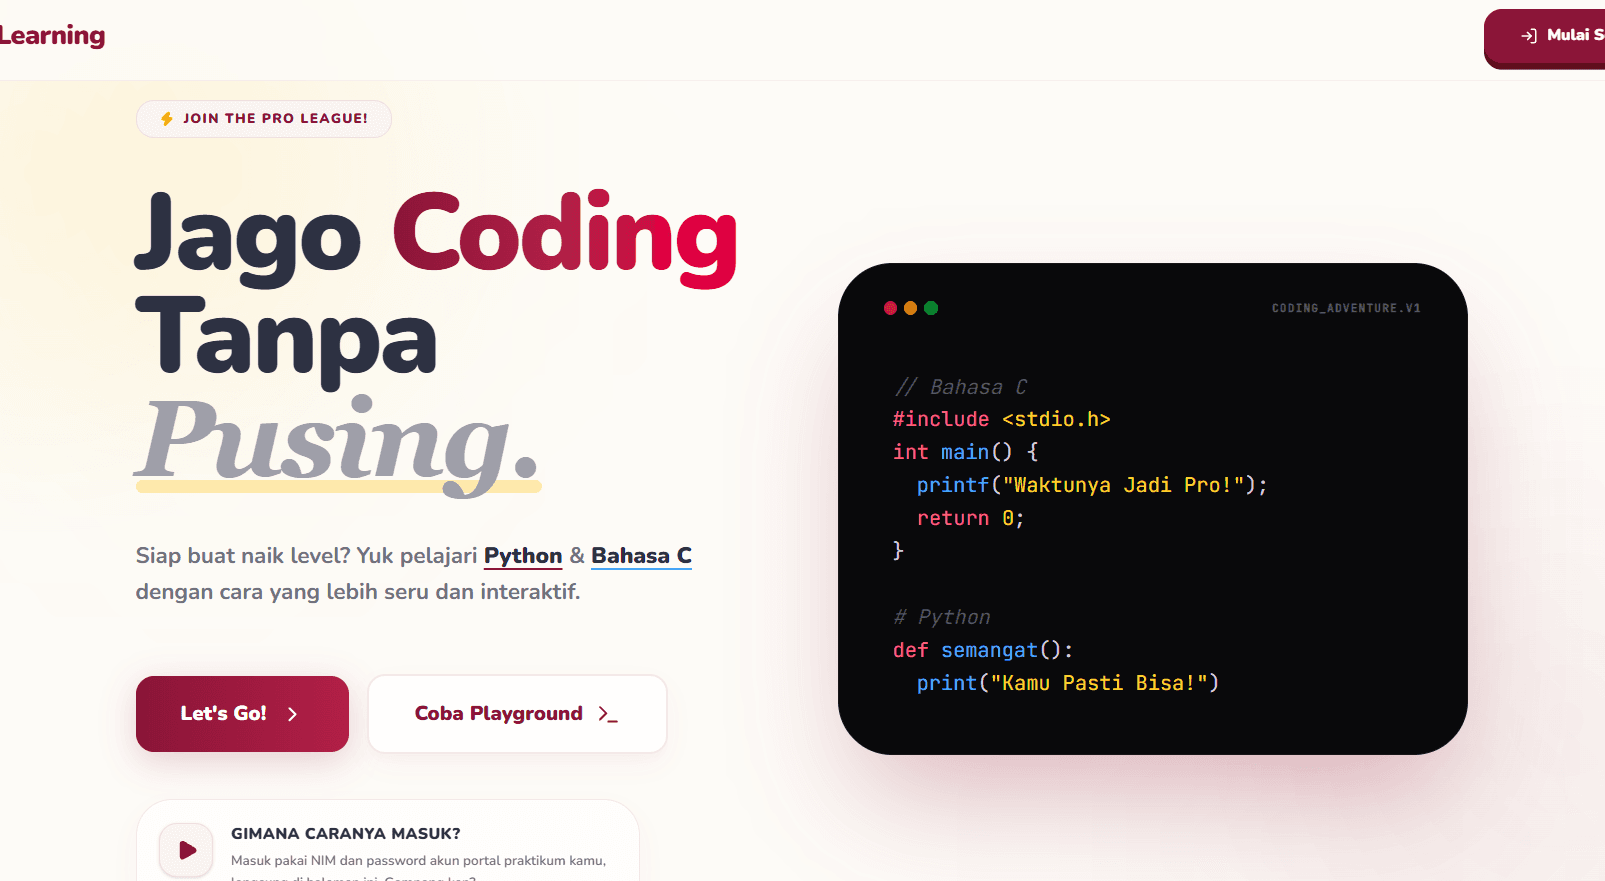 Learning
Mulai S
JOIN THE PRO LEAGUE!
Jago Coding
Tanpa
Pusing.
Siap buat naik level? Yuk pelajari Python & Bahasa C
dengan cara yang lebih seru dan interaktif.
Let's Go!
Coba Playground >_
GIMANA CARANYA MASUK?
Masuk pakai NIM dan password akun portal praktikum kamu,
CODING_ADVENTURE.V1
// Bahasa C
#include <stdio.h>
int main() {
  printf("Waktunya Jadi Pro!");
  return 0;
}
# Python
def semangat():
  print("Kamu Pasti Bisa!")